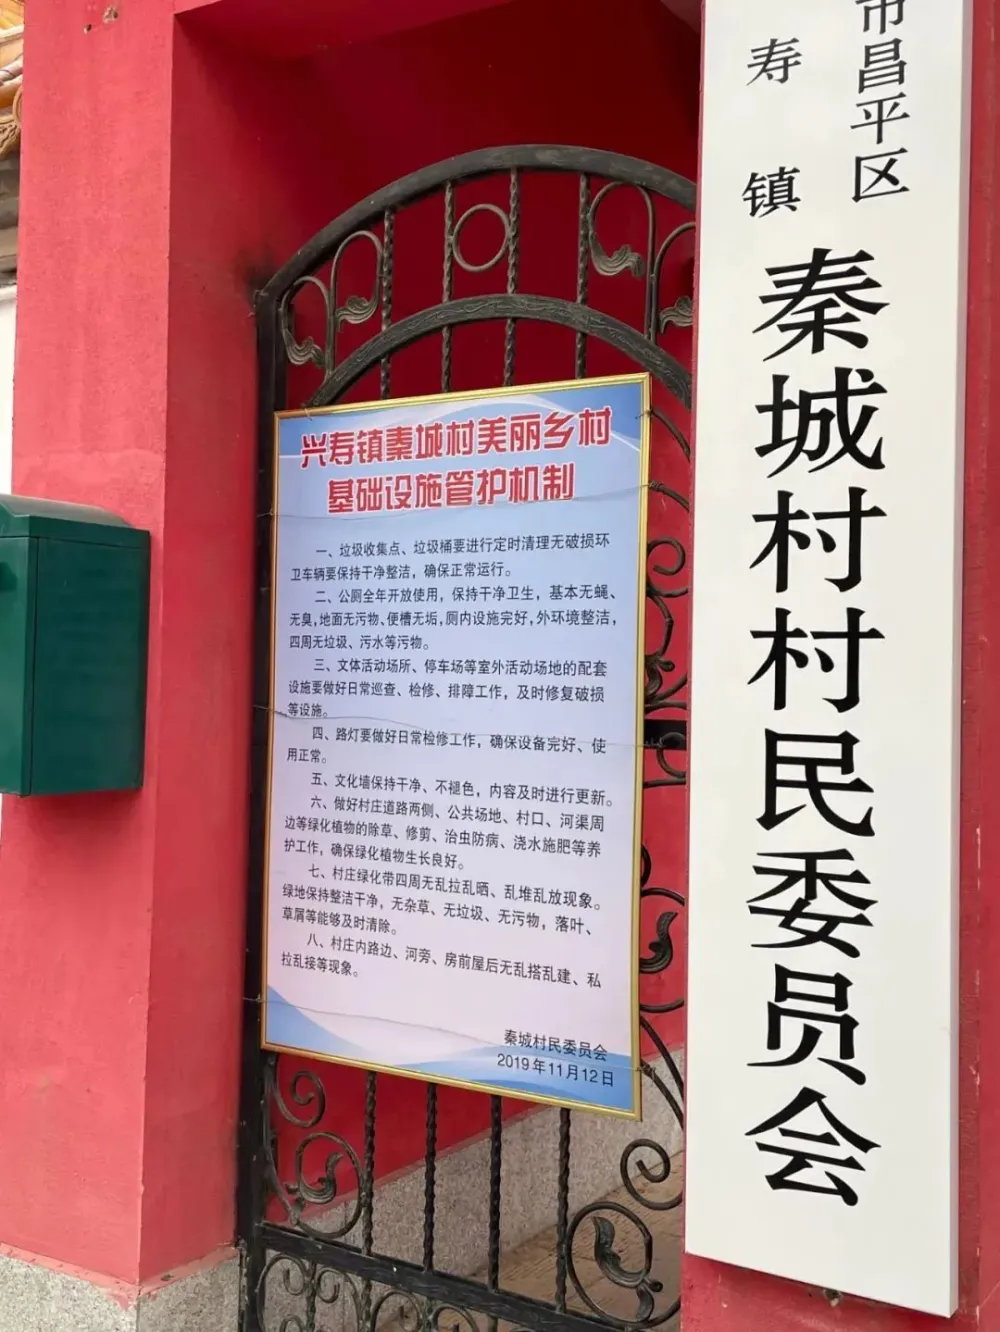 市昌平区
寿镇
秦城村村民委员会
兴寿镇秦城村美丽乡村
基础设施管护机制
一、垃圾收集点、垃圾桶要进行定时清理无破损环
卫车辆要保持干净整洁，确保正常运行。
二、公厕全年开放使用，保持干净卫生，基本无蝇、
无臭，地面无污物、便槽无垢，厕内设施完好，外环境整洁，
四周无垃圾、污水等污物。
三、文体活动场所、停车场等室外活动场地的配套
设施要做好日常巡查、检修、排障工作，及时修复破损
等设施。
四、路灯要做好日常检修工作，确保设备完好、使
用正常。
五、文化墙保持干净、不褪色，内容及时进行更新。
六、做好村庄道路两侧、公共场地、村口、河渠周
边等绿化植物的除草、修剪、治虫防病、浇水施肥等养
护工作，确保绿化植物生长良好。
七、村庄绿化带四周无乱拉乱晒、乱堆乱放现象。
绿地保持整洁干净，无杂草、无垃圾、无污物，落叶、
草屑等能够及时清除。
八、村庄内路边、河旁、房前屋后无乱搭乱建、私
拉乱接等现象。
秦城村民委员会
2019年11月12日